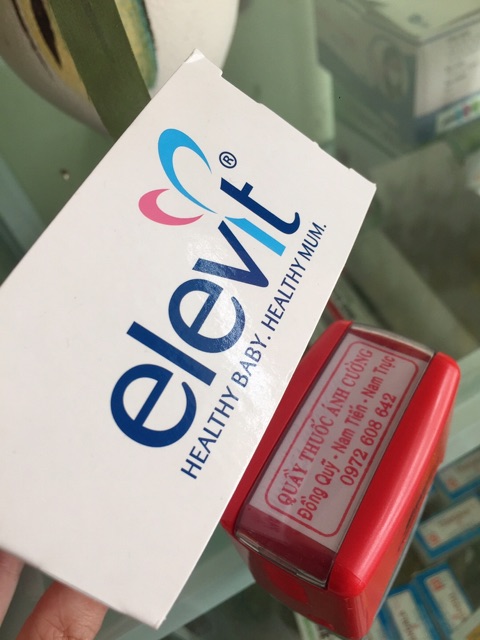 elevit®
HEALTHY BABY. HEALTHY MUM.
QUẦY THUỐC ÁNH CƯỜNG
Đồng Quỹ - Nam Tiến - Nam Trực
0972 608 642